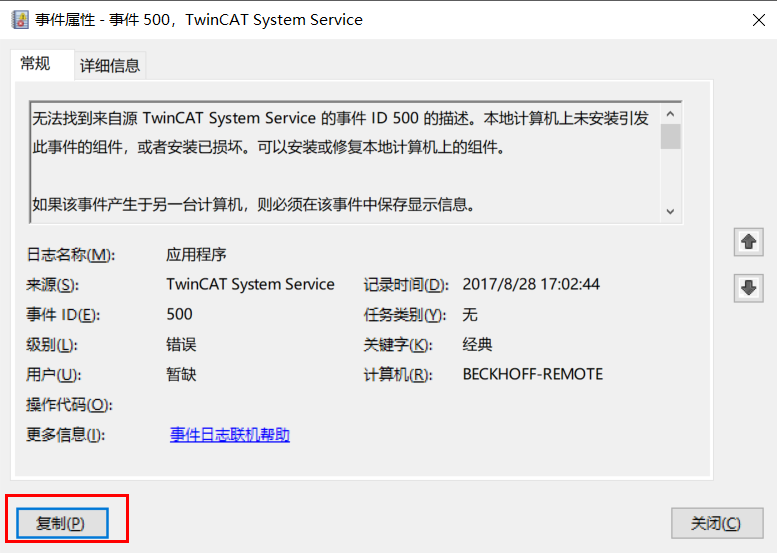 事件属性 - 事件 500，TwinCAT System Service
常规
详细信息
无法找到来自源 TwinCAT System Service 的事件 ID 500 的描述。本地计算机上未安装引发
此事件的组件，或者安装已损坏。可以安装或修复本地计算机上的组件。
如果该事件产生于另一台计算机，则必须在该事件中保存显示信息。
日志名称(M): 应用程序
来源(S): TwinCAT System Service 记录时间(D): 2017/8/28 17:02:44
事件 ID(E): 500 任务类别(Y): 无
级别(L): 错误 关键字(K): 经典
用户(U): 暂缺 计算机(R): BECKHOFF-REMOTE
操作代码(O):
更多信息(I): 事件日志联机帮助
复制(P) 关闭(C)